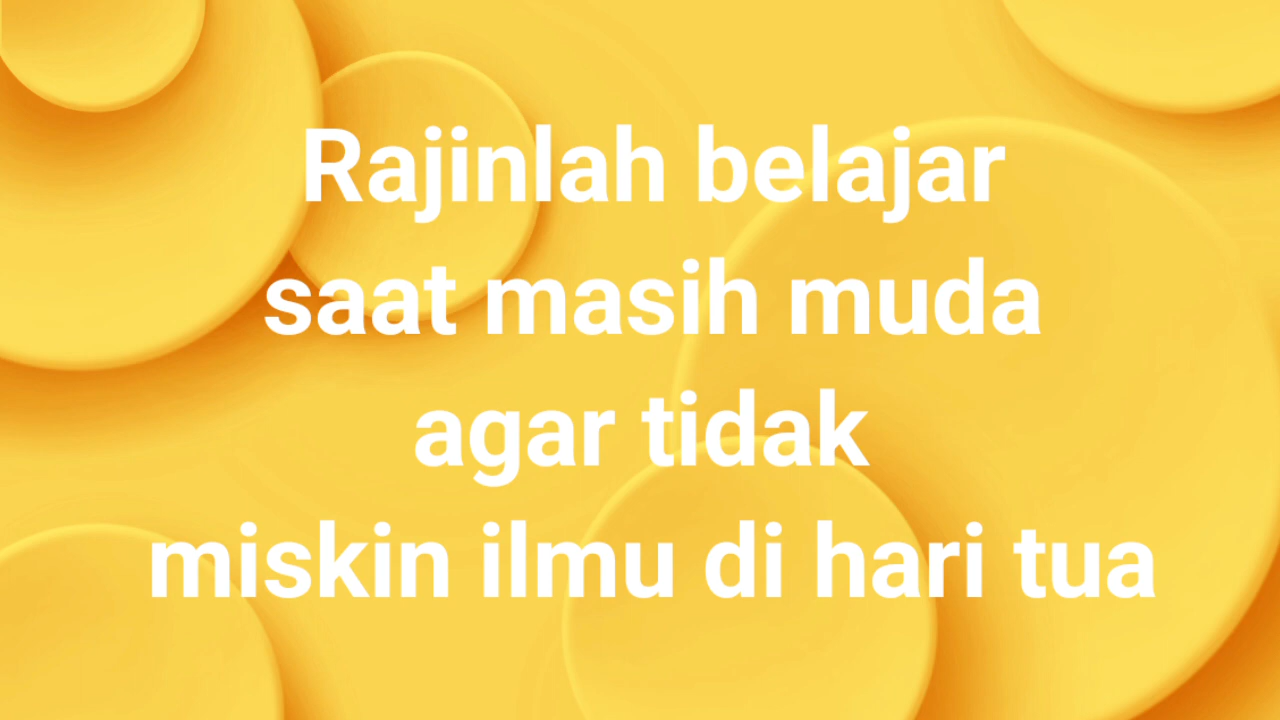 Rajinlah belajar
saat masih muda
agar tidak
miskin ilmu di hari tua